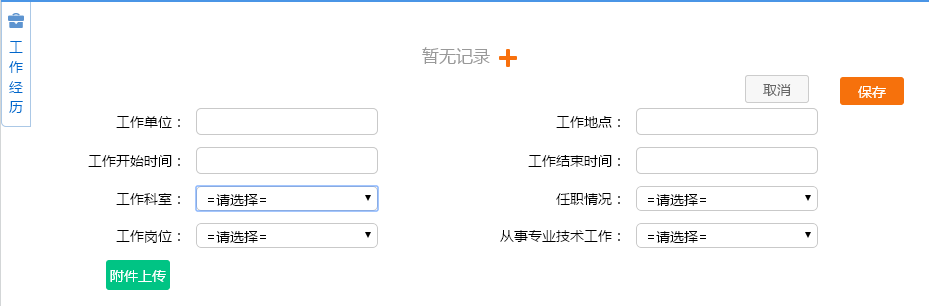 工作经历
暂无记录
取消 保存
工作单位： 工作地点：
工作开始时间： 工作结束时间：
工作科室： =请选择= 任职情况： =请选择=
工作岗位： =请选择= 从事专业技术工作： =请选择=
附件上传